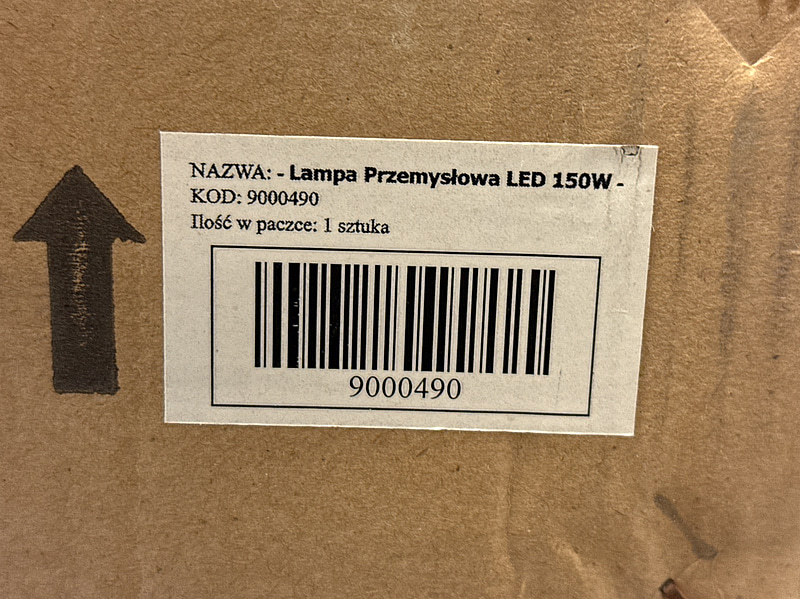 NAZWA: - Lampa Przemysłowa LED 150W -
KOD: 9000490
Ilość w paczce: 1 sztuka
9000490